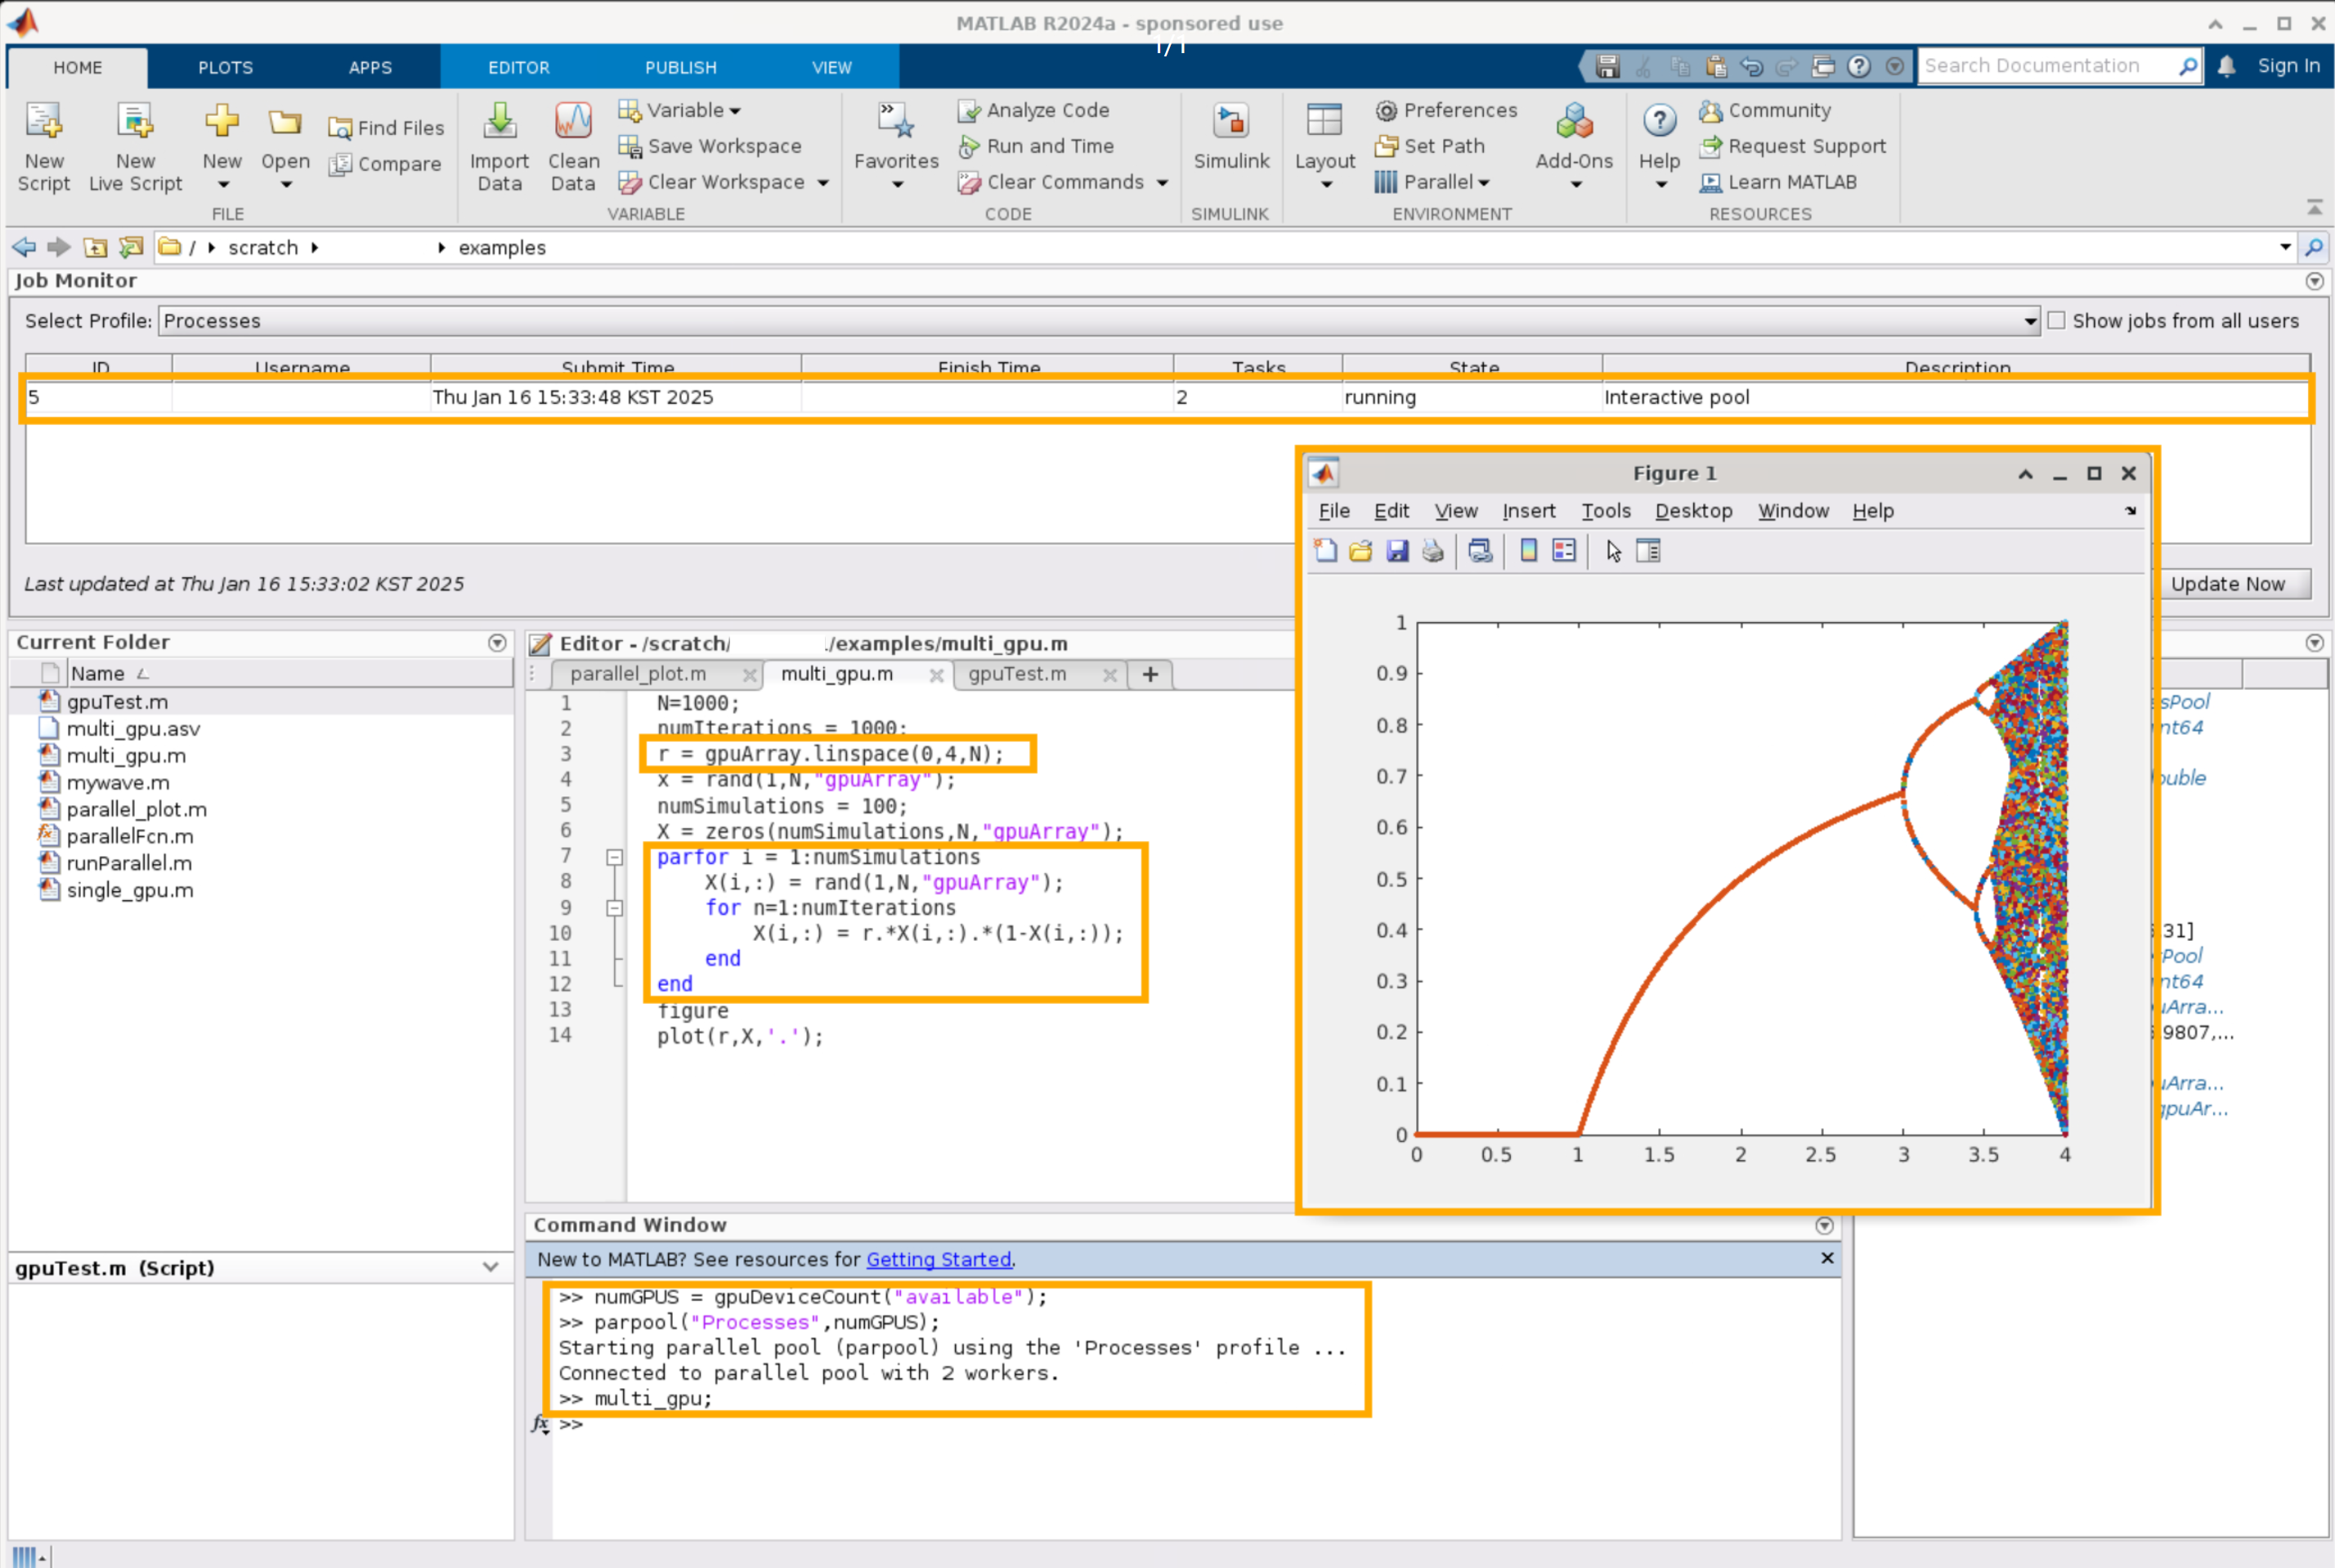 MATLAB R2024a - sponsored use
1/1
HOME PLOTS APPS EDITOR PUBLISH VIEW Search Documentation Sign In
New Script
New Live Script
New
Open
Find Files
Compare
FILE
Import Data
Clean Data
Variable
Save Workspace
Clear Workspace
VARIABLE
Favorites
Analyze Code
Run and Time
Clear Commands
CODE
Simulink
SIMULINK
Layout
Preferences
Set Path
Parallel
Add-Ons
ENVIRONMENT
Help
Community
Request Support
Learn MATLAB
RESOURCES
/ scratch examples
Job Monitor
Select Profile: Processes Show jobs from all users
ID Username Submit Time Finish Time Tasks State Description
5 Thu Jan 16 15:33:48 KST 2025 2 running Interactive pool
Last updated at Thu Jan 16 15:33:02 KST 2025
Update Now
Current Folder
Name
gpuTest.m
multi_gpu.asv
multi_gpu.m
mywave.m
parallel_plot.m
parallelFcn.m
runParallel.m
single_gpu.m
gpuTest.m (Script)
Editor - /scratch/ ./examples/multi_gpu.m
parallel_plot.m multi_gpu.m gpuTest.m +
1 N=1000;
2 numIterations = 1000;
3 r = gpuArray.linspace(0,4,N);
4 x = rand(1,N,"gpuArray");
5 numSimulations = 100;
6 X = zeros(numSimulations,N,"gpuArray");
7 parfor i = 1:numSimulations
8 X(i,:) = rand(1,N,"gpuArray");
9 for n=1:numIterations
10 X(i,:) = r.*X(i,:).*(1-X(i,:));
11 end
12 end
13 figure
14 plot(r,X,'.');
Figure 1
File Edit View Insert Tools Desktop Window Help
1
0.9
0.8
0.7
0.6
0.5
0.4
0.3
0.2
0.1
0
0 0.5 1 1.5 2 2.5 3 3.5 4
sPool
nt64
ouble
31]
Pool
nt64
uArra...
9807,...
uArra...
gpuAr...
Command Window
New to MATLAB? See resources for Getting Started.
>> numGPUS = gpuDeviceCount("available");
>> parpool("Processes",numGPUS);
Starting parallel pool (parpool) using the 'Processes' profile ...
Connected to parallel pool with 2 workers.
>> multi_gpu;
fx >>